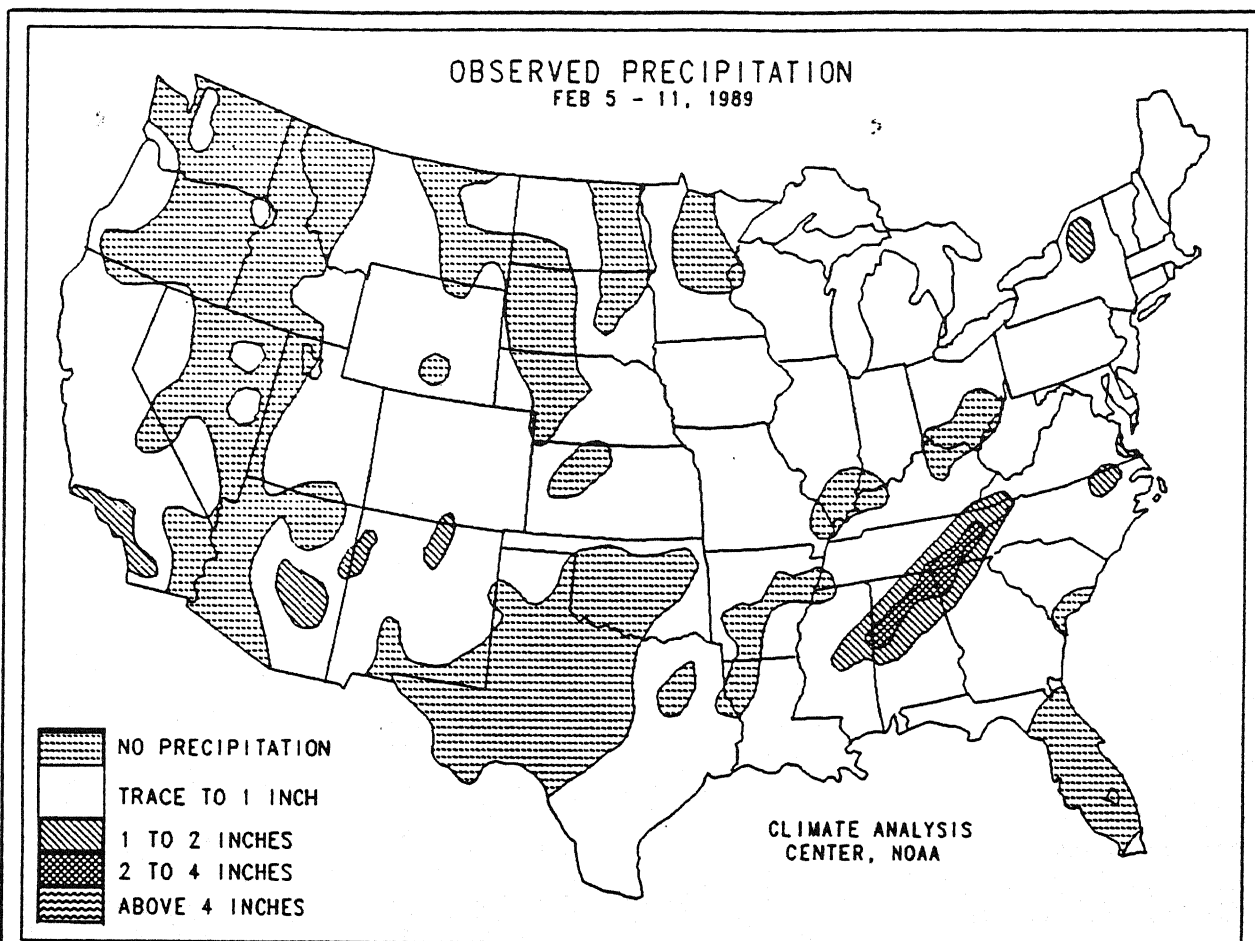 OBSERVED PRECIPITATION
FEB 5 - 11, 1989
NO PRECIPITATION
TRACE TO 1 INCH
1 TO 2 INCHES
2 TO 4 INCHES
ABOVE 4 INCHES
CLIMATE ANALYSIS
CENTER, NOAA